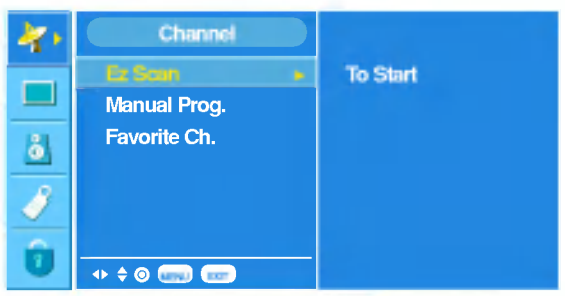 Channel
Ez Scan
To Start
Manual Prog.
Favorite Ch.
MENU EXIT